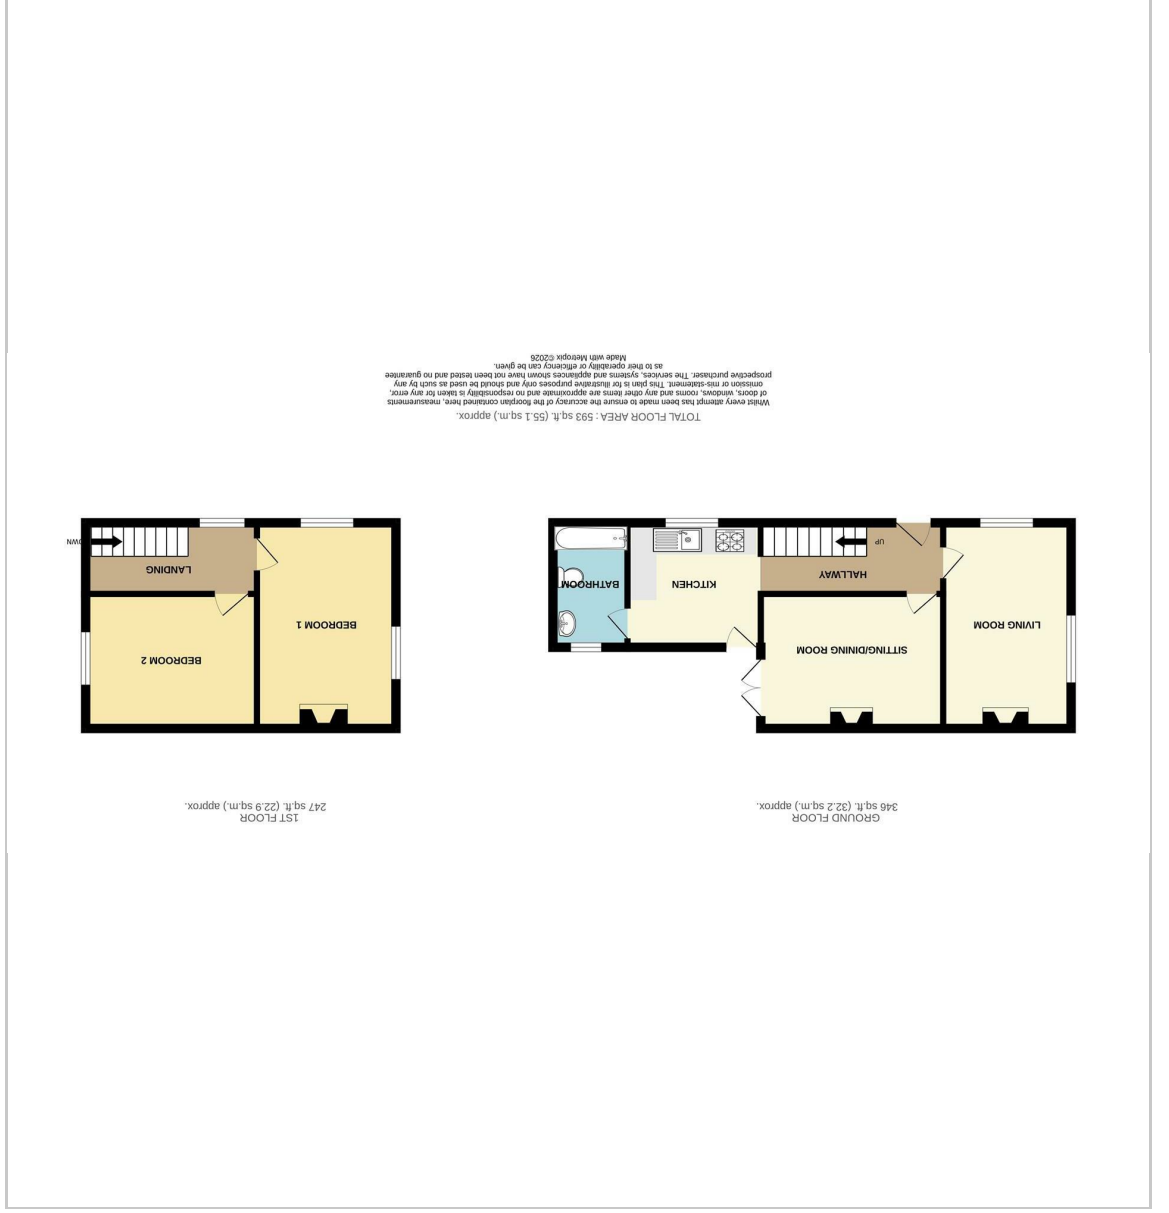 GROUND FLOOR
346 sq.ft. (32.2 sq.m.) approx.
1ST FLOOR
247 sq.ft. (22.9 sq.m.) approx.
LIVING ROOM
SITTING/DINING ROOM
HALLWAY
UP
KITCHEN
BATHROOM
BEDROOM 1
BEDROOM 2
LANDING
DOWN
TOTAL FLOOR AREA : 593 sq.ft. (55.1 sq.m.) approx.
Whilst every attempt has been made to ensure the accuracy of the floorplan contained here, measurements
of doors, windows, rooms and any other items are approximate and no responsibility is taken for any error,
omission or mis-statement. This plan is for illustrative purposes only and should be used as such by any
prospective purchaser. The services, systems and appliances shown have not been tested and no guarantee
as to their operability or efficiency can be given.
Made with Metropix ©2026